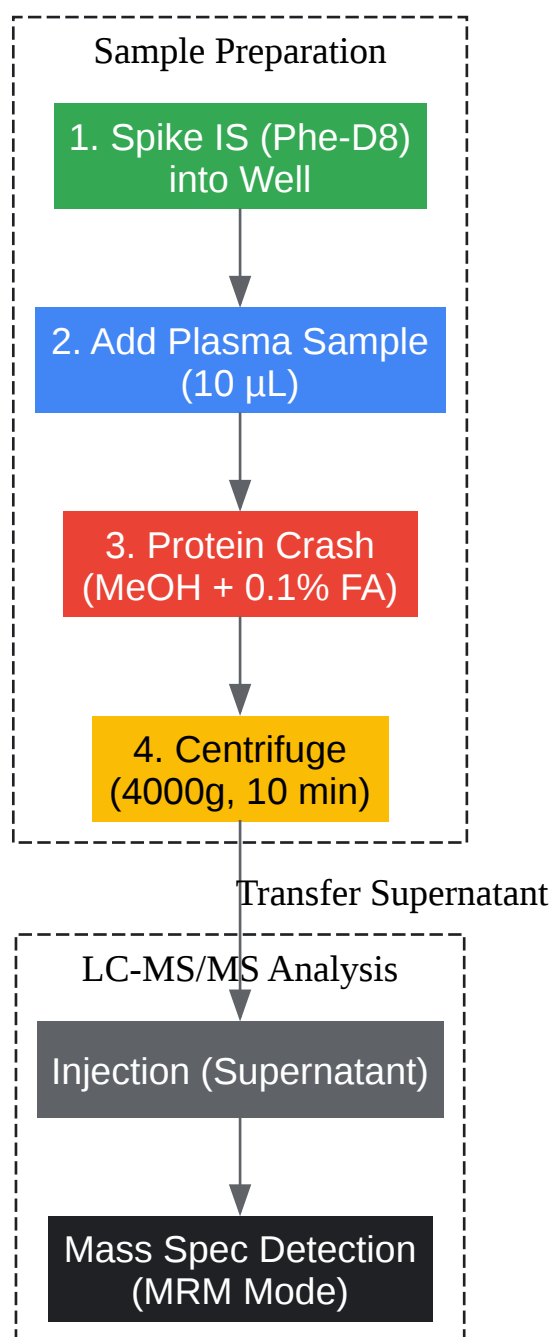 Sample Preparation
1. Spike IS (Phe-D8)
into Well
2. Add Plasma Sample
(10 µL)
3. Protein Crash
(MeOH + 0.1% FA)
4. Centrifuge
(4000g, 10 min)
Transfer Supernatant
LC-MS/MS Analysis
Injection (Supernatant)
Mass Spec Detection
(MRM Mode)